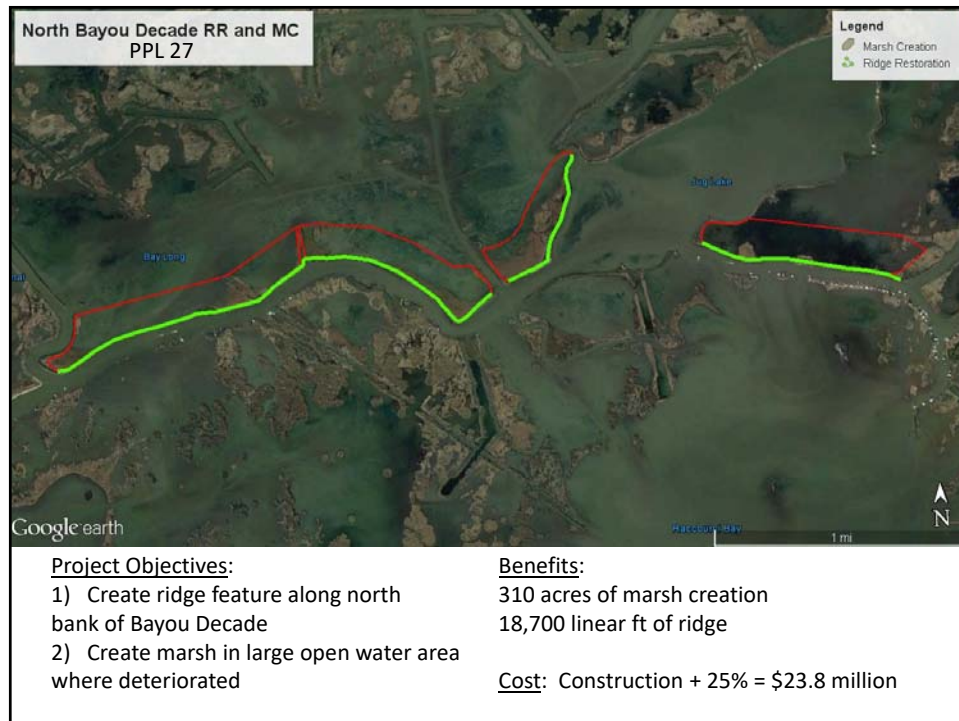 North Bayou Decade RR and MC
PPL 27
Legend
Marsh Creation
Ridge Restoration
Jug Lake
Bay Long
Google earth
N
1 mi
Project Objectives:
1) Create ridge feature along north
bank of Bayou Decade
2) Create marsh in large open water area
where deteriorated
Benefits:
310 acres of marsh creation
18,700 linear ft of ridge
Cost: Construction + 25% = $23.8 million